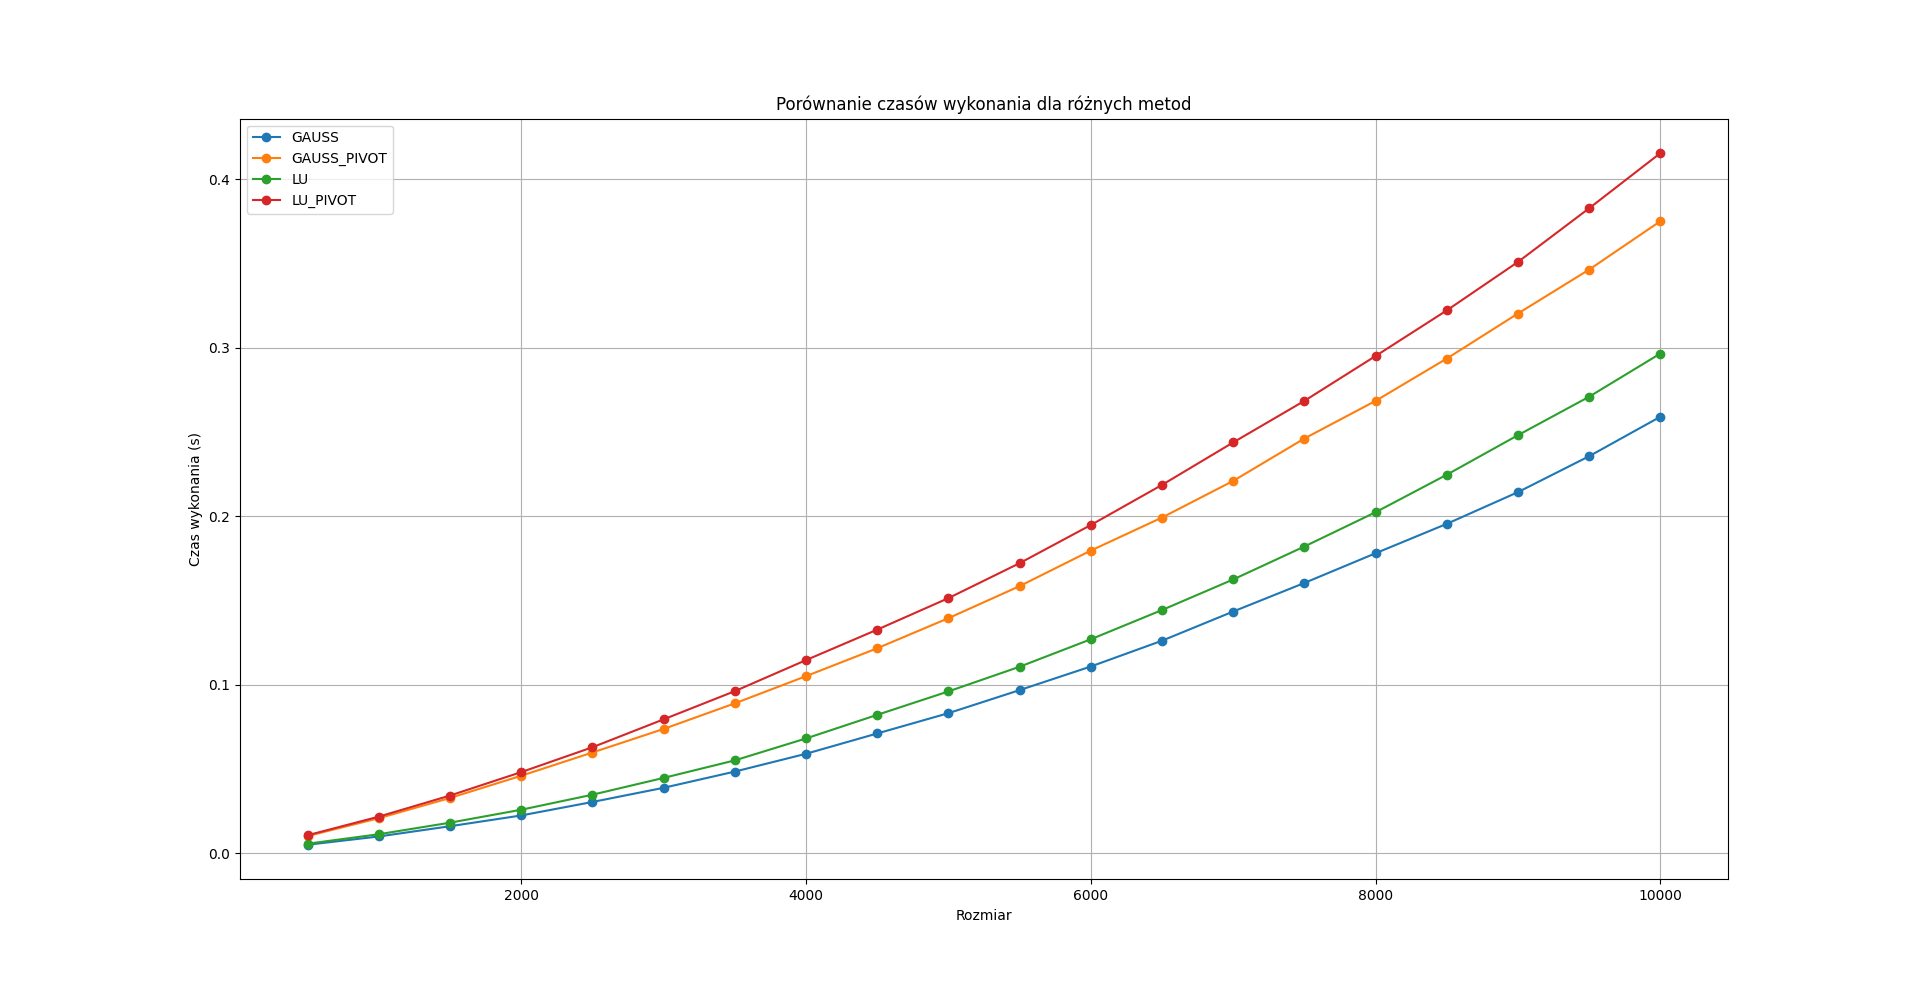 Porównanie czasów wykonania dla różnych metod
GAUSS
GAUSS_PIVOT
LU
LU_PIVOT
0.4
0.3
0.2
0.1
0.0
Czas wykonania (s)
2000 4000 6000 8000 10000
Rozmiar